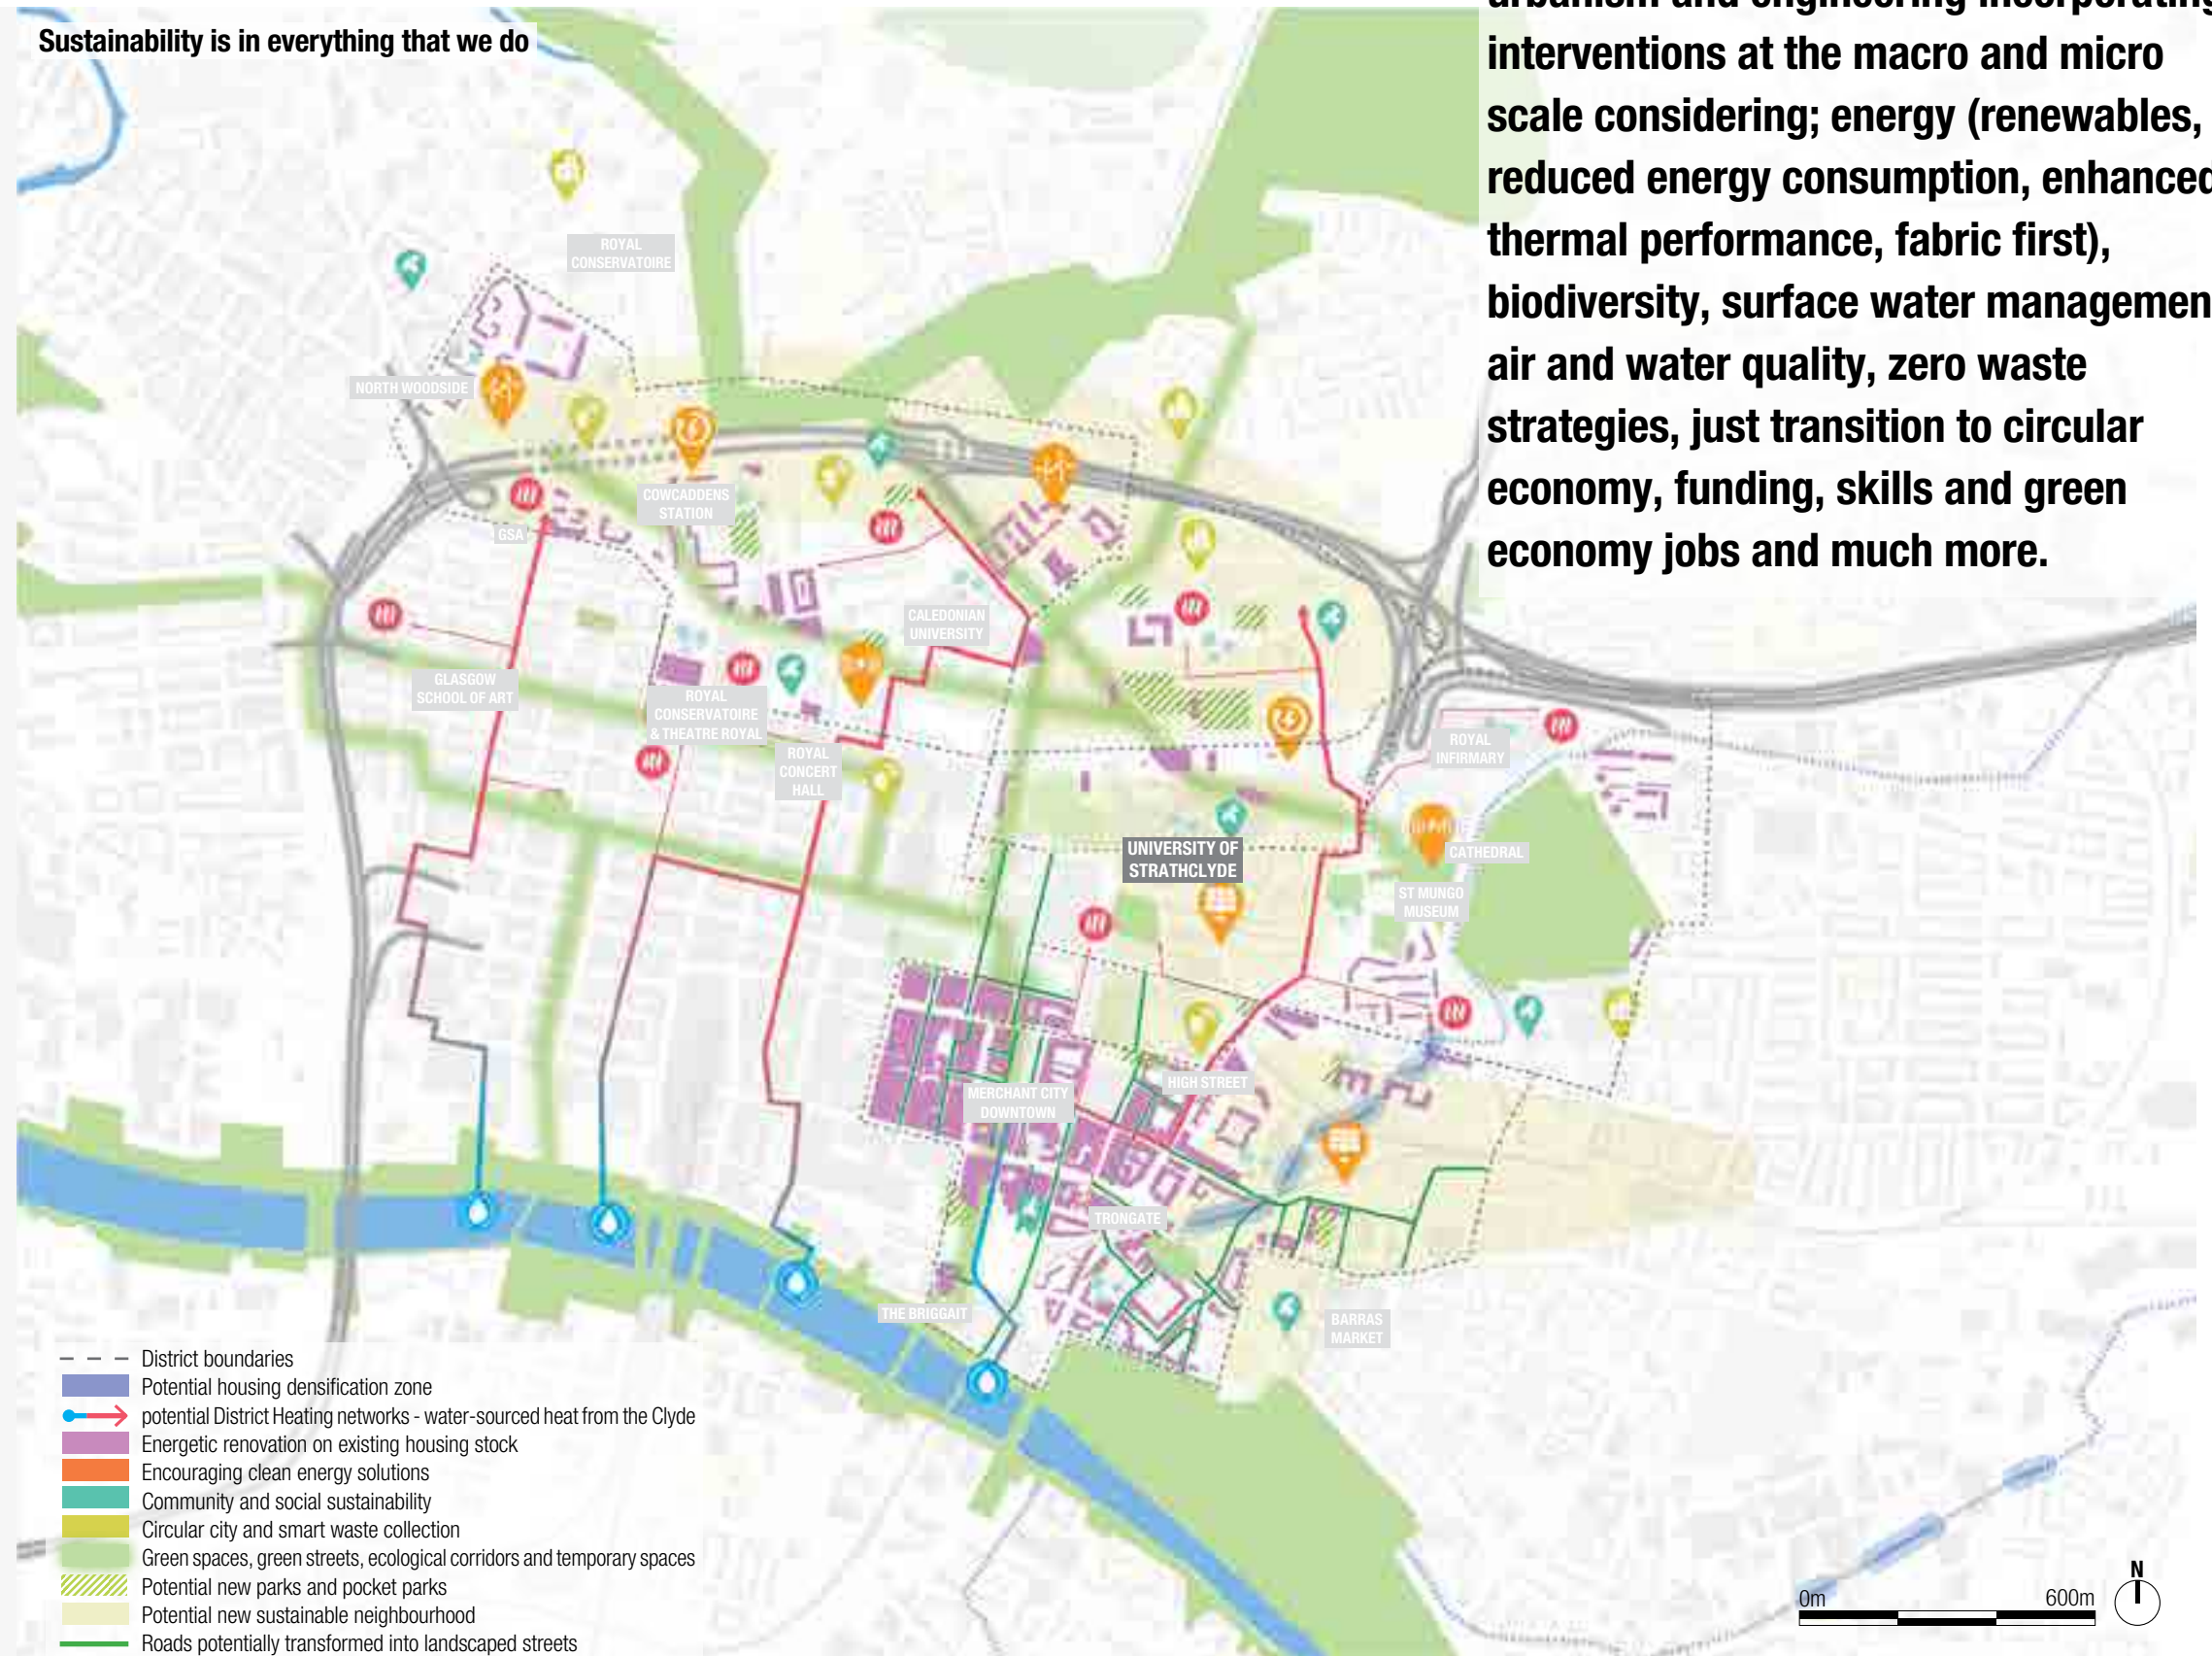 Sustainability is in everything that we do
urbanism and engineering incorporating
interventions at the macro and micro
scale considering; energy (renewables,
reduced energy consumption, enhanced
thermal performance, fabric first),
biodiversity, surface water managemen
air and water quality, zero waste
strategies, just transition to circular
economy, funding, skills and green
economy jobs and much more.
ROYAL
CONSERVATOIRE
NORTH WOODSIDE
COWCADDENS
STATION
GSA
CALEDONIAN
UNIVERSITY
GLASGOW
SCHOOL OF ART
ROYAL
CONSERVATOIRE
& THEATRE ROYAL
ROYAL
CONCERT
HALL
ROYAL
INFIRMARY
UNIVERSITY OF
STRATHCLYDE
CATHEDRAL
ST MUNGO
MUSEUM
HIGH STREET
MERCHANT CITY
DOWNTOWN
TRONGATE
THE BRIGGAIT
BARRAS
MARKET
District boundaries
Potential housing densification zone
potential District Heating networks - water-sourced heat from the Clyde
Energetic renovation on existing housing stock
Encouraging clean energy solutions
Community and social sustainability
Circular city and smart waste collection
Green spaces, green streets, ecological corridors and temporary spaces
Potential new parks and pocket parks
Potential new sustainable neighbourhood
Roads potentially transformed into landscaped streets
0m 600m
N